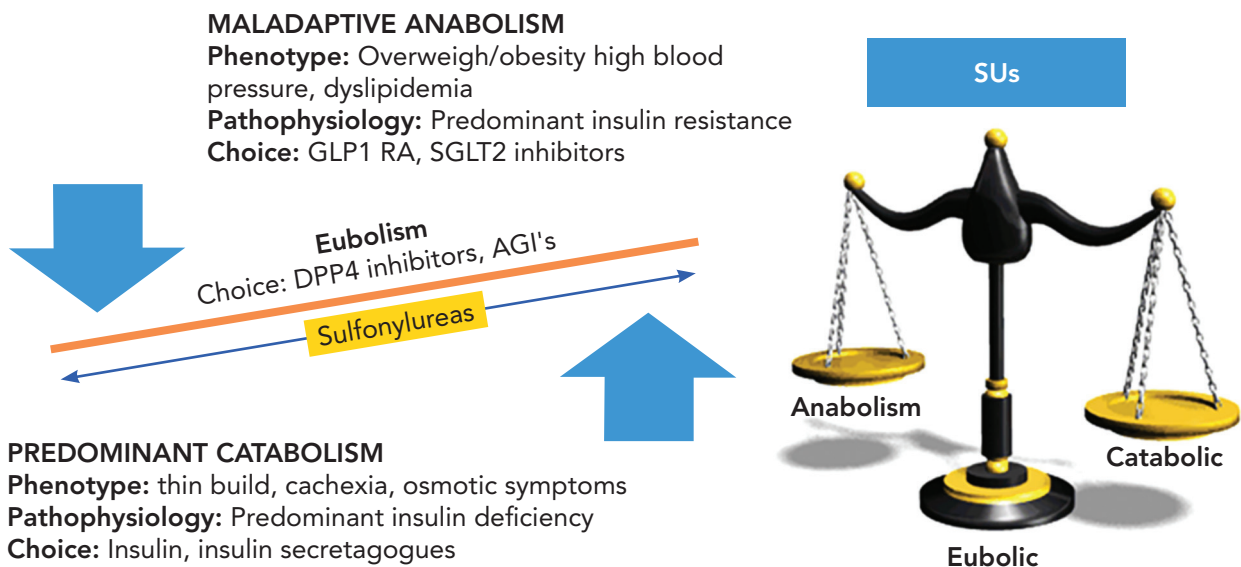 MALADAPTIVE ANABOLISM
Phenotype: Overweigh/obesity high blood
pressure, dyslipidemia
Pathophysiology: Predominant insulin resistance
Choice: GLP1 RA, SGLT2 inhibitors
Eubolism
Choice: DPP4 inhibitors, AGI's
Sulfonylureas
PREDOMINANT CATABOLISM
Phenotype: thin build, cachexia, osmotic symptoms
Pathophysiology: Predominant insulin deficiency
Choice: Insulin, insulin secretagogues
SUs
Anabolism
Catabolic
Eubolic